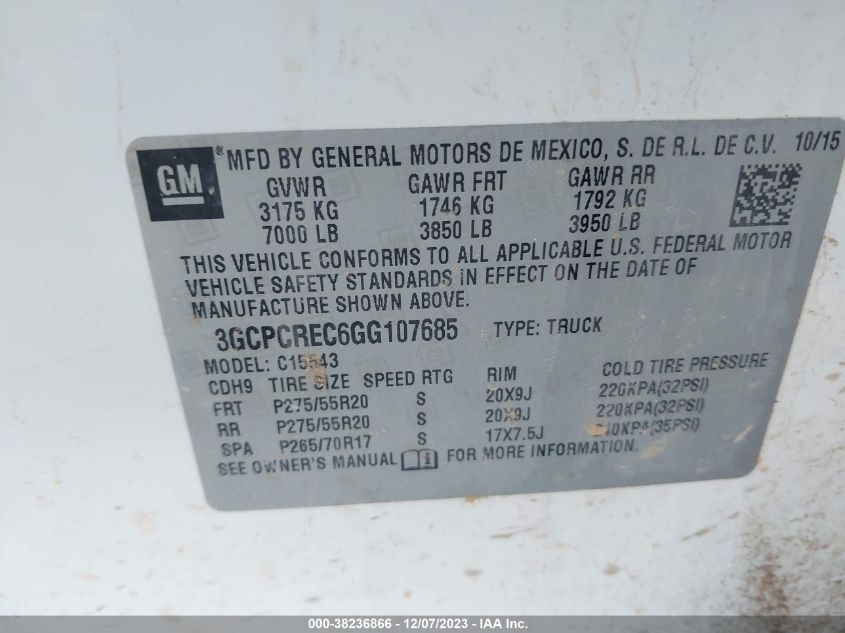 GM ® MFD BY GENERAL MOTORS DE MEXICO, S. DE R.L. DE C.V. 10/15
GVWR GAWR FRT GAWR RR
3175 KG 1746 KG 1792 KG
7000 LB 3850 LB 3950 LB
THIS VEHICLE CONFORMS TO ALL APPLICABLE U.S. FEDERAL MOTOR
VEHICLE SAFETY STANDARDS IN EFFECT ON THE DATE OF
MANUFACTURE SHOWN ABOVE.
3GCPCREC6GG107685 TYPE: TRUCK
MODEL: C15543
CDH9 TIRE SIZE SPEED RTG RIM COLD TIRE PRESSURE
FRT P275/55R20 S 20X9J 220KPA(32PSI)
RR P275/55R20 S 20X9J 220KPA(32PSI)
SPA P265/70R17 S 17X7.5J 240KPA(35PSI)
SEE OWNER'S MANUAL FOR MORE INFORMATION.
000-38236866 - 12/07/2023 - IAA Inc.